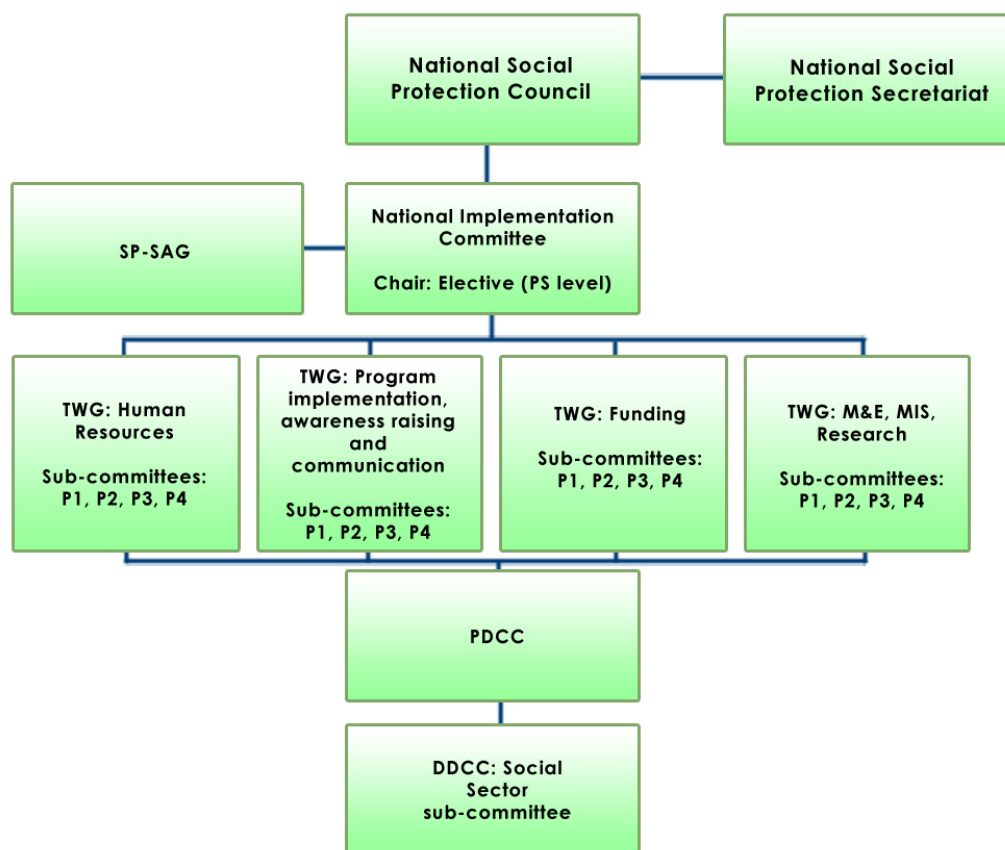 National Social
Protection Council
National Social
Protection Secretariat
SP-SAG
National Implementation
Committee
Chair: Elective (PS level)
TWG: Human
Resources
Sub-committees:
P1, P2, P3, P4
TWG: Program
implementation,
awareness raising
and
communication
Sub-committees:
P1, P2, P3, P4
TWG: Funding
Sub-committees:
P1, P2, P3, P4
TWG: M&E, MIS,
Research
Sub-committees:
P1, P2, P3, P4
PDCC
DDCC: Social
Sector
sub-committee